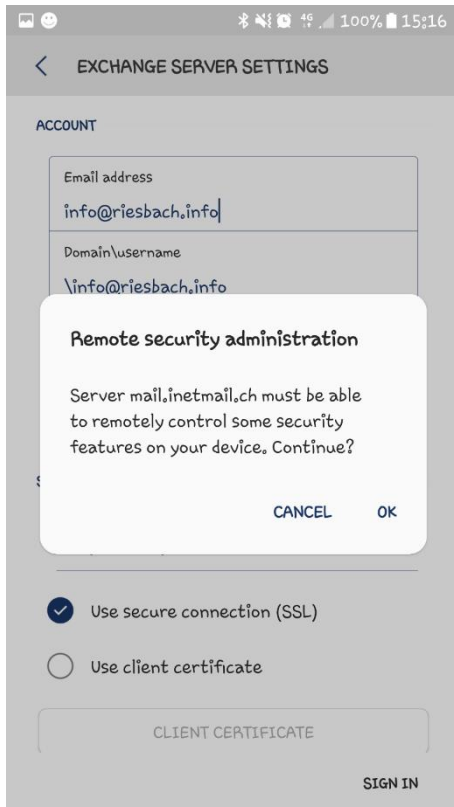 4G 100% 15:16
EXCHANGE SERVER SETTINGS
ACCOUNT
Email address
info@riesbach.info
Domain\username
\info@riesbach.info
Remote security administration
Server mail.inetmail.ch must be able
to remotely control some security
features on your device. Continue?
CANCEL OK
Use secure connection (SSL)
Use client certificate
CLIENT CERTIFICATE
SIGN IN